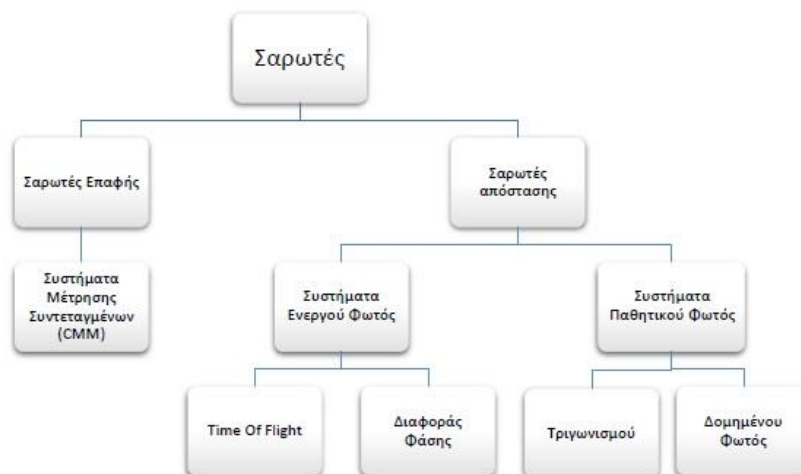 Σαρωτές
Σαρωτές Επαφής
Σαρωτές
απόστασης
Συστήματα
Μέτρησης
Συντεταγμένων
(CMM)
Συστήματα
Ενεργού Φωτός
Συστήματα
Παθητικού Φωτός
Time Of Flight
Διαφοράς
Φάσης
Τριγωνισμού
Δομημένου
Φωτός